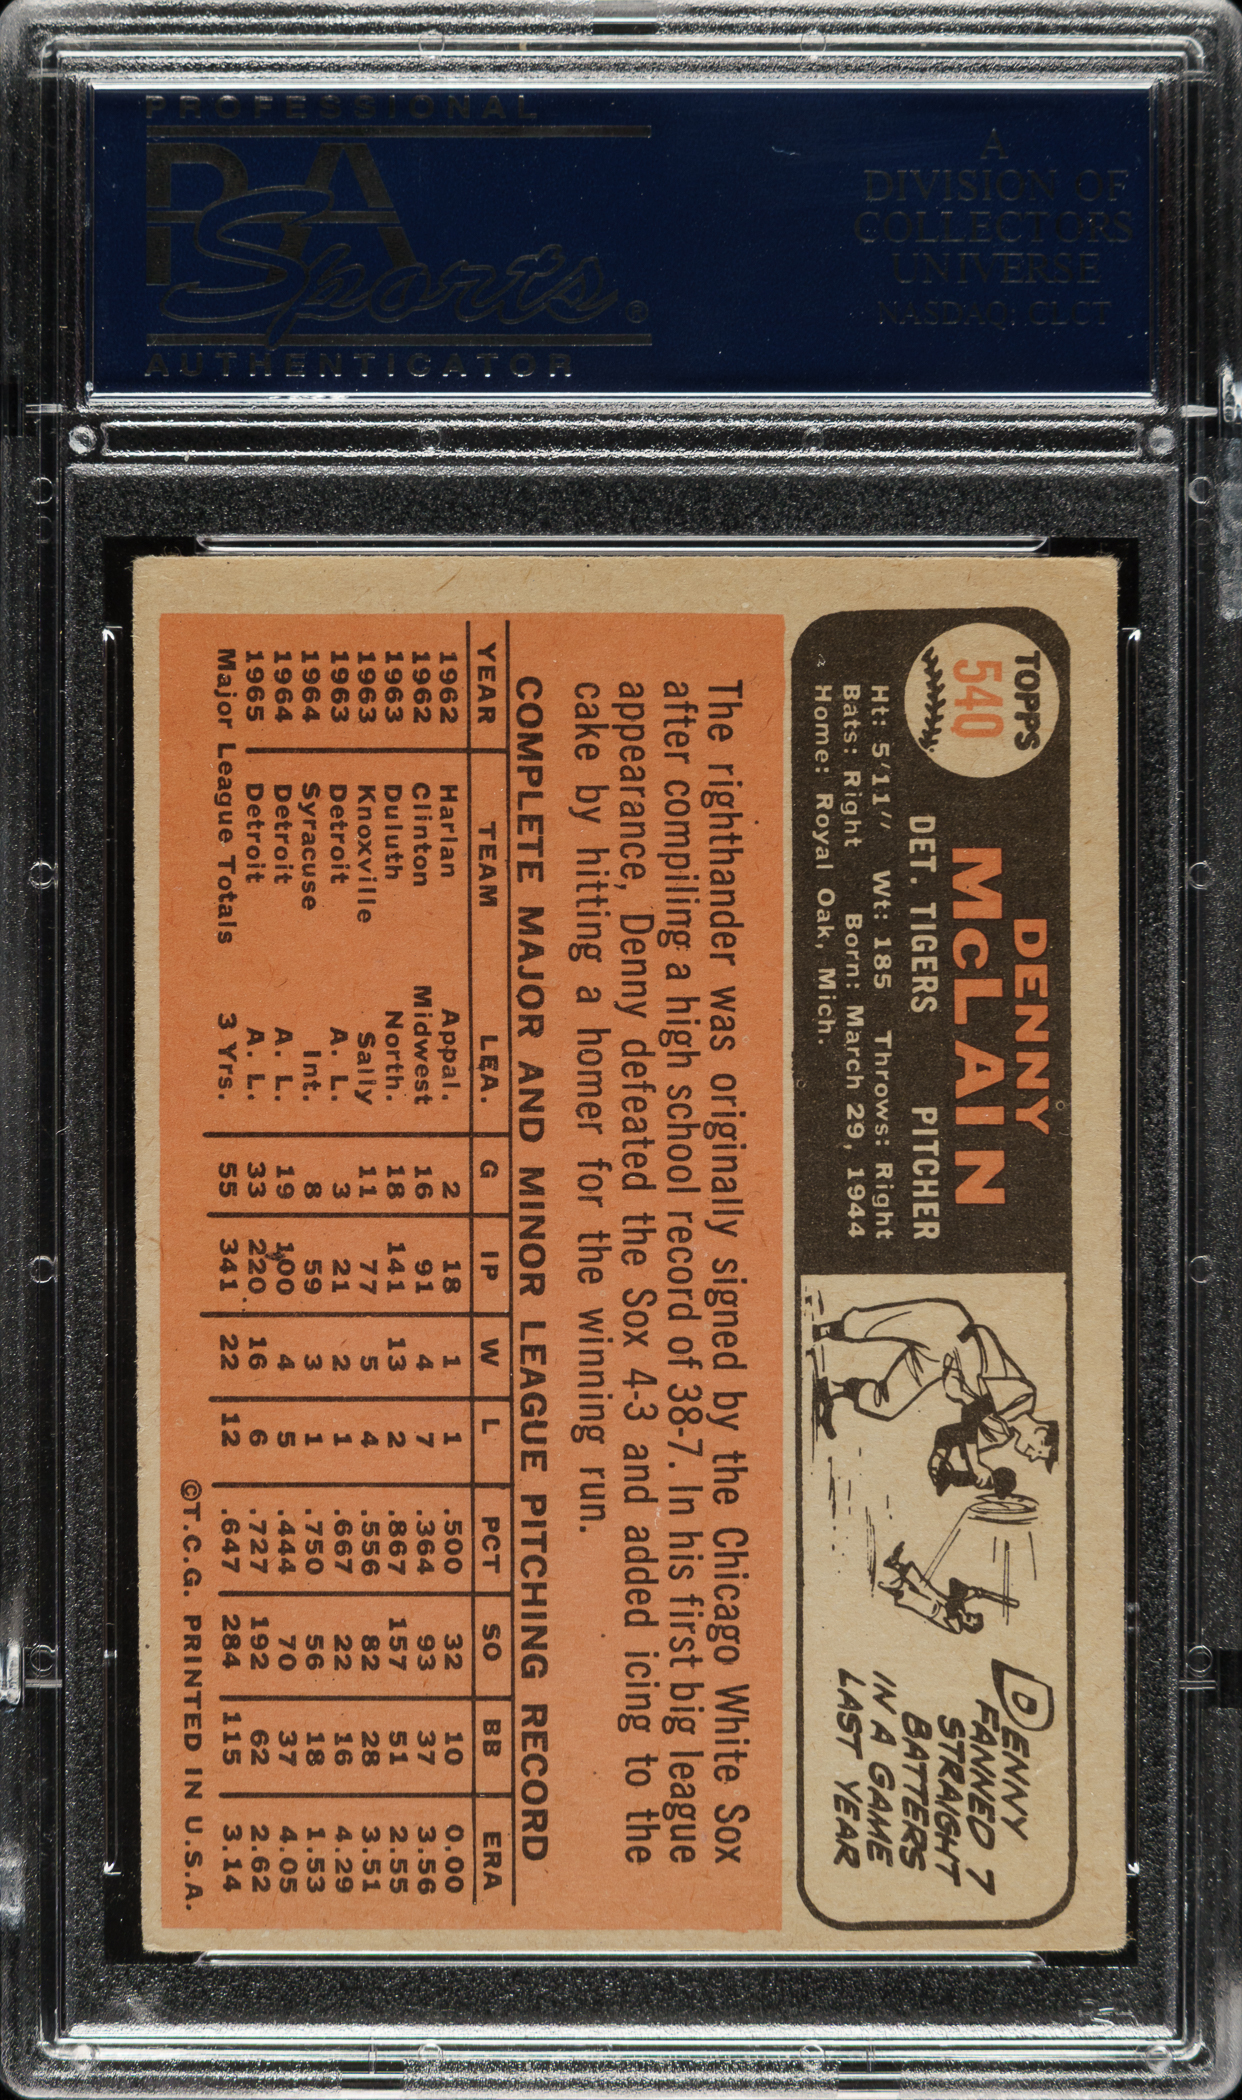 PROFESSIONAL
PSA
Sports®
AUTHENTICATOR
A
DIVISION OF
COLLECTORS
UNIVERSE
NASDAQ: CLCT
TOPPS
540
DENNY
McLAIN
DET. TIGERS PITCHER
Ht: 5'11" Wt: 185 Throws: Right
Bats: Right Born: March 29, 1944
Home: Royal Oak, Mich.
DENNY
FANNED 7
STRAIGHT
BATTERS
IN A GAME
LAST YEAR
The righthander was originally signed by the Chicago White Sox
after compiling a high school record of 38-7. In his first big league
appearance, Denny defeated the Sox 4-3 and added icing to the
cake by hitting a homer for the winning run.
COMPLETE MAJOR AND MINOR LEAGUE PITCHING RECORD
YEAR TEAM LEA. G IP W L PCT SO BB ERA
1962 Harlan Appal. 2 18 1 1 .500 32 10 0.00
1962 Clinton Midwest 16 91 4 7 .364 93 37 3.56
1963 Duluth North. 18 141 13 2 .867 157 51 2.55
1963 Knoxville Sally 11 77 5 4 .556 82 28 3.51
1963 Detroit A. L. 3 21 2 1 .667 22 16 4.29
1964 Syracuse Int. 8 59 3 1 .750 56 18 1.53
1964 Detroit A. L. 19 100 4 5 .444 70 37 4.05
1965 Detroit A. L. 33 220 16 6 .727 192 62 2.62
Major League Totals 3 Yrs. 55 341 22 12 .647 284 115 3.14
©T.C.G. PRINTED IN U.S.A.